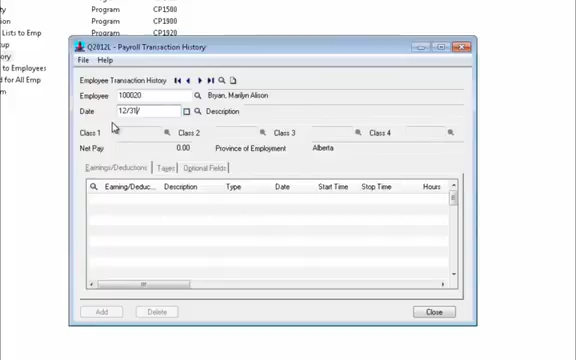 ty Program CP1500
Program CP1900
Lists to Emp Program CP1920
up
ory
s to Employees
d for All Emp
l
Q2012L - Payroll Transaction History
File Help
Employee Transaction History
Employee 100020 Bryan, Marilyn Alison
Date 12/31/ Description
Class 1 Class 2 Class 3 Class 4
Net Pay 0.00 Province of Employment Alberta
Earnings/Deductions Taxes Optional Fields
Earning/Deduc... Description Type Date Start Time Stop Time Hours
Add Delete Close